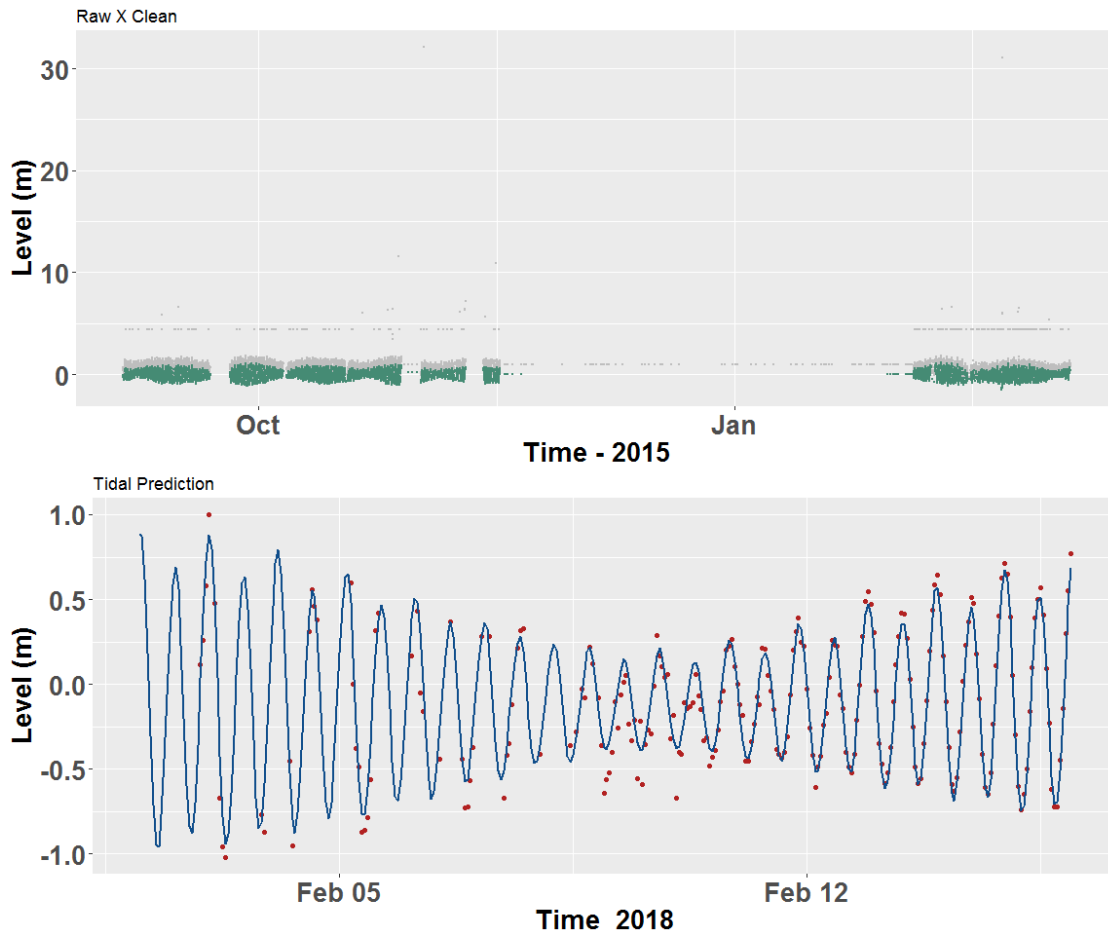 Raw X Clean
Level (m)
30
20
10
0
Oct
Jan
Time - 2015
Tidal Prediction
Level (m)
1.0
0.5
0.0
-0.5
-1.0
Feb 05
Feb 12
Time 2018